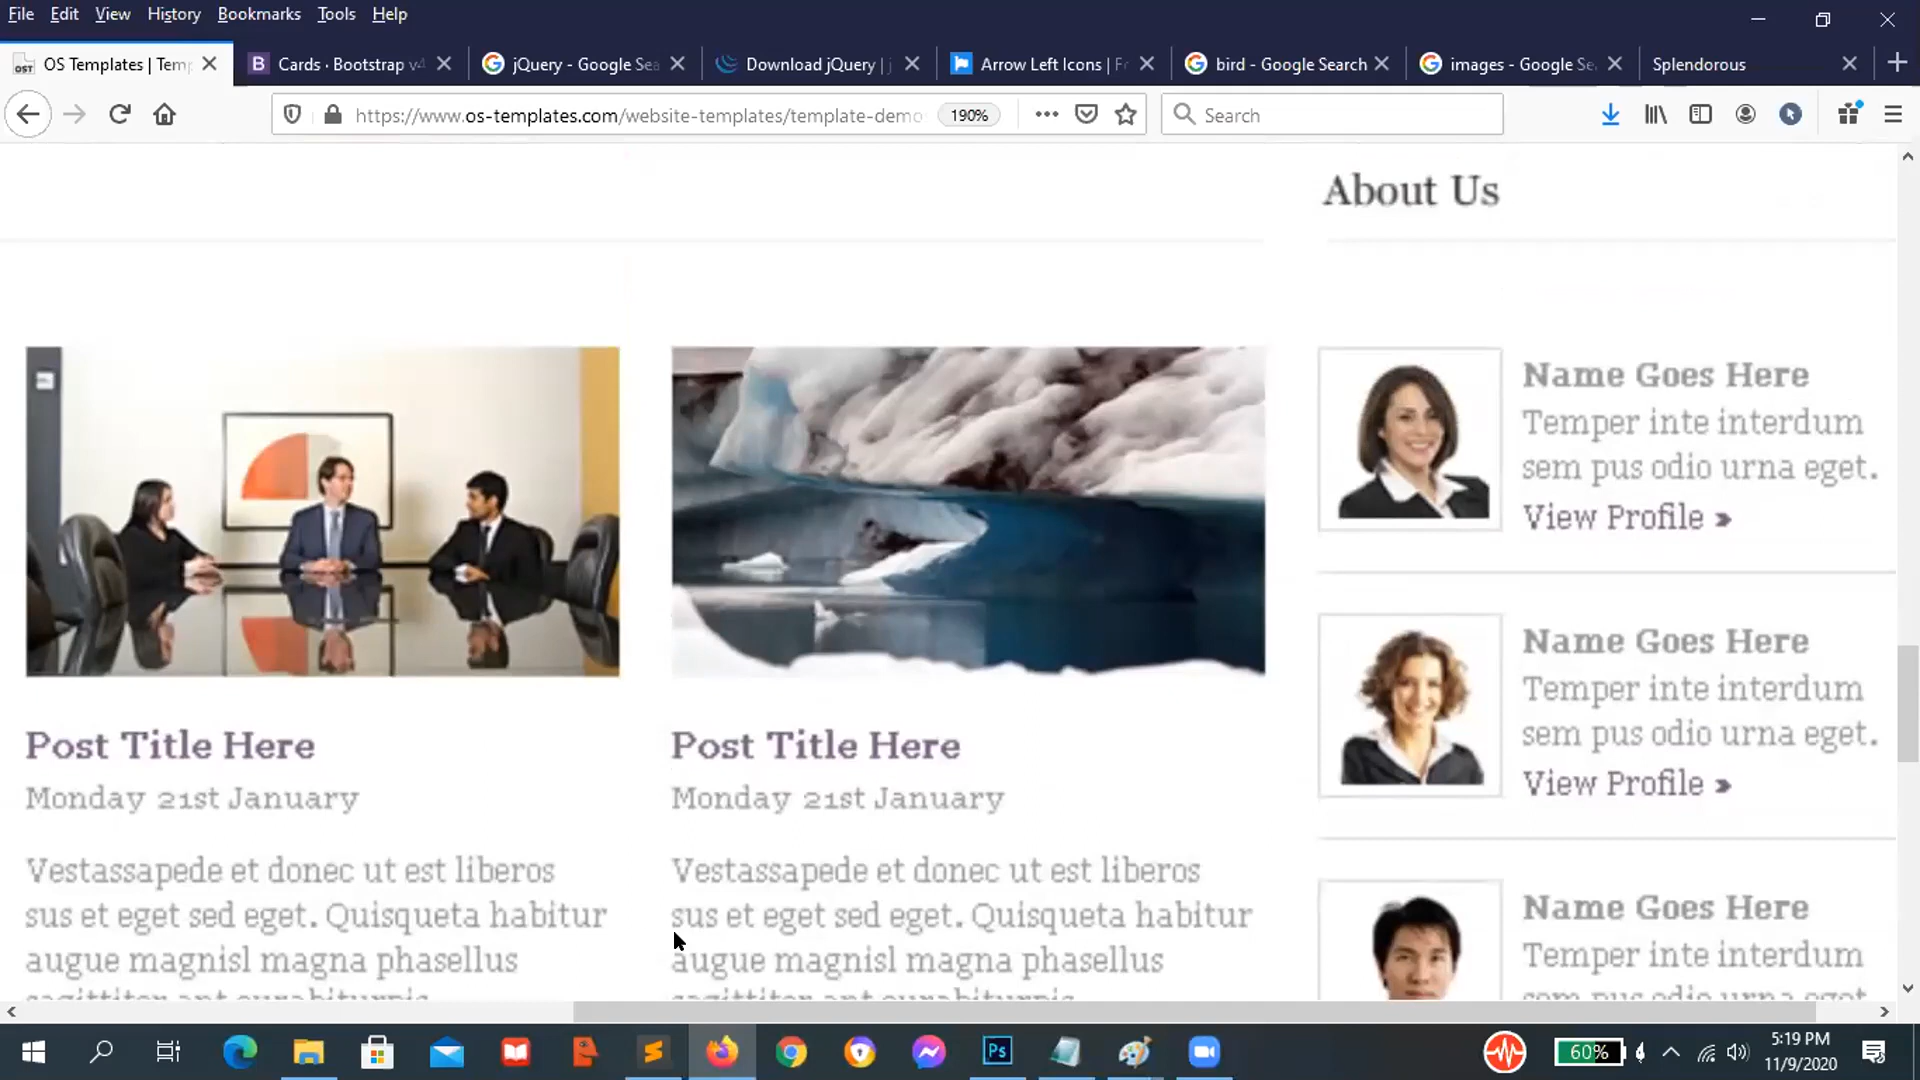 File Edit View History Bookmarks Tools Help
OS Templates | Temp
Cards · Bootstrap v4
jQuery - Google Sea
Download jQuery | j
Arrow Left Icons | Fr
bird - Google Search
images - Google Se
Splendorous
https://www.os-templates.com/website-templates/template-demo
190%
Search
About Us
Name Goes Here
Temper inte interdum
sem pus odio urna eget.
View Profile »
Name Goes Here
Temper inte interdum
sem pus odio urna eget.
View Profile »
Name Goes Here
Temper inte interdum
sem pus odio urna eget.
Post Title Here
Monday 21st January
Vestassapede et donec ut est liberos
sus et eget sed eget. Quisqueta habitur
augue magnisl magna phasellus
Post Title Here
Monday 21st January
Vestassapede et donec ut est liberos
sus et eget sed eget. Quisqueta habitur
augue magnisl magna phasellus
60%
5:19 PM
11/9/2020